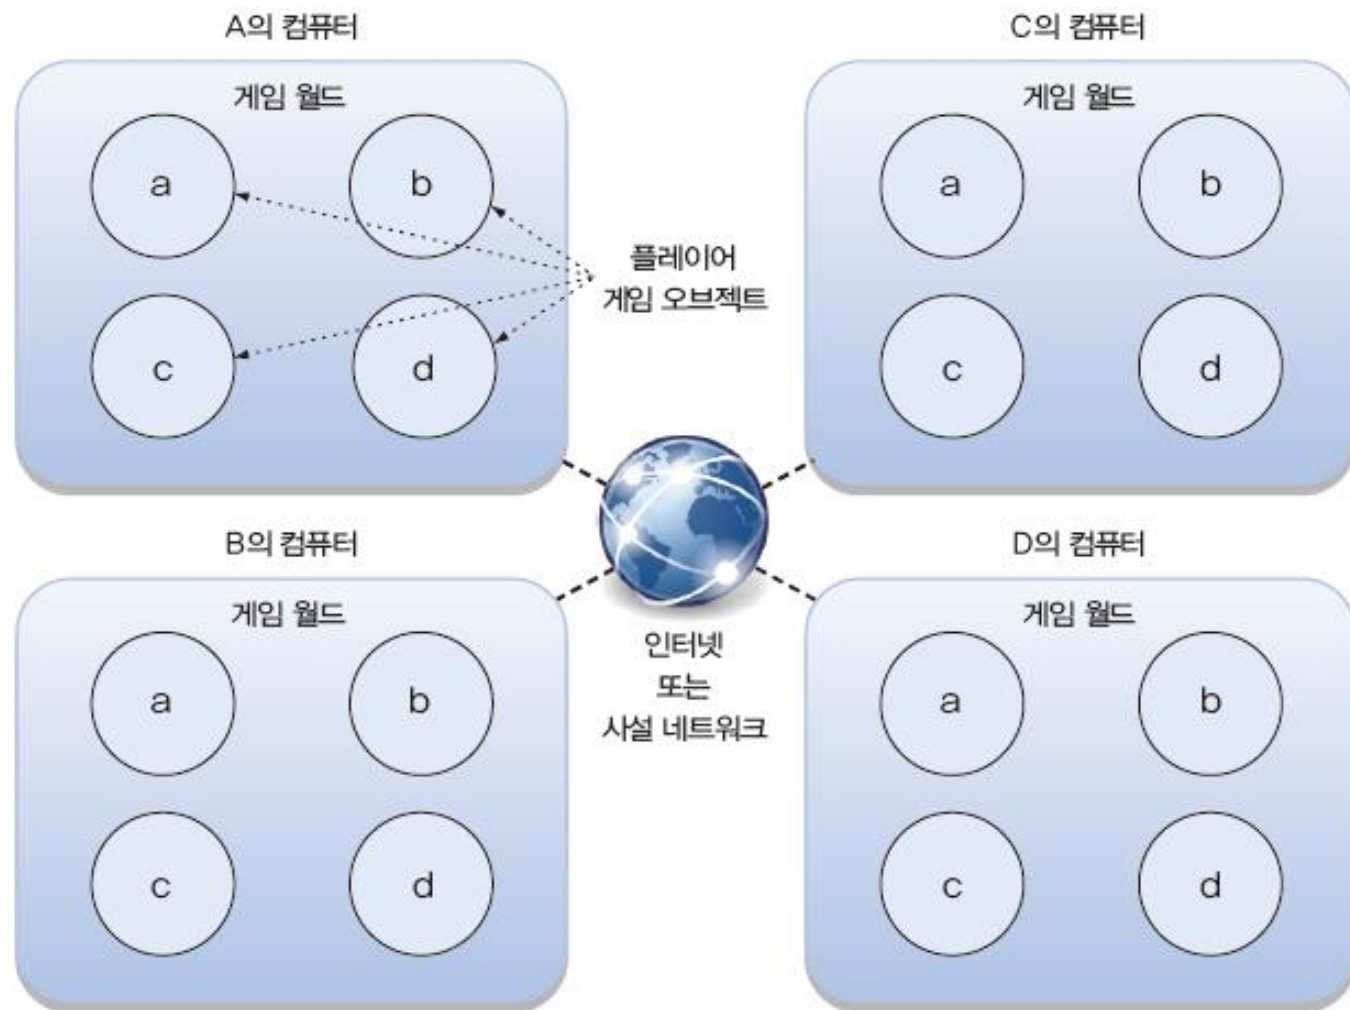 A의 컴퓨터
게임 월드
a
b
c
d
플레이어
게임 오브젝트
C의 컴퓨터
게임 월드
a
b
c
d
인터넷
또는
사설 네트워크
B의 컴퓨터
게임 월드
a
b
c
d
D의 컴퓨터
게임 월드
a
b
c
d